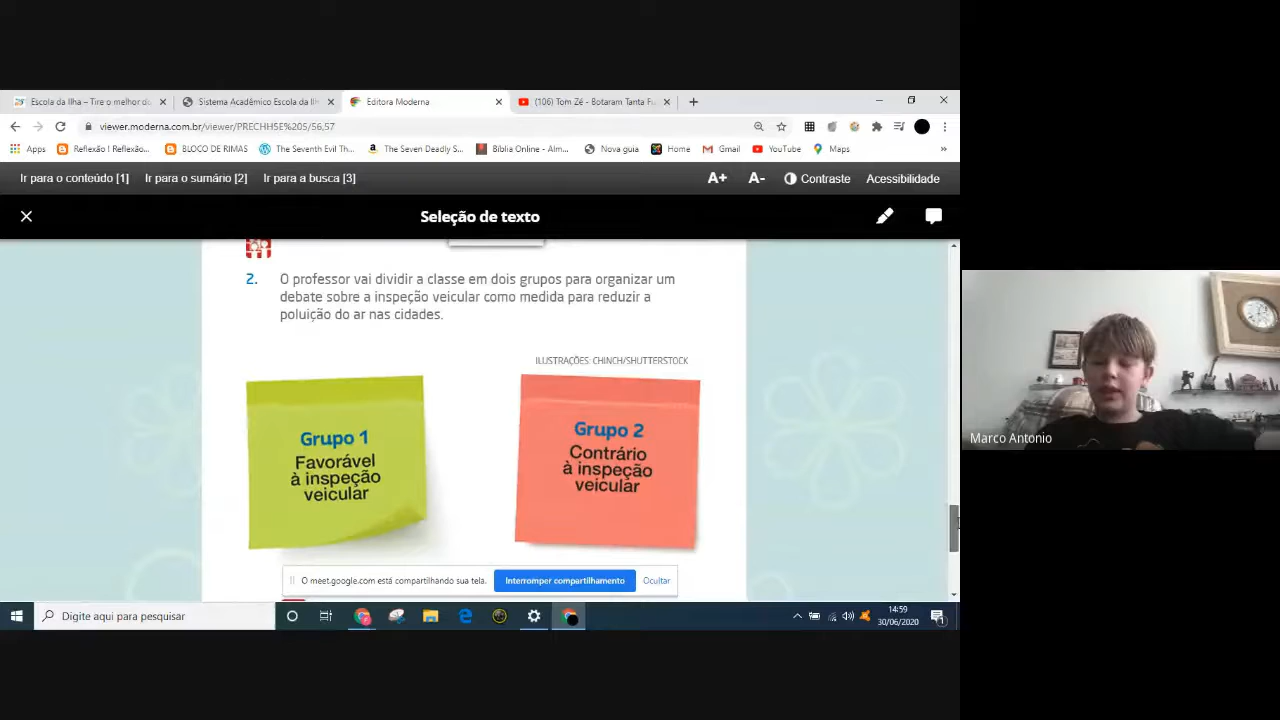 Escola da Ilha – Tire o melhor do
Sistema Acadêmico Escola da Ilh
Editora Moderna
(106) Tom Zé - Botaram Tanta Fu
viewer.moderna.com.br/viewer/PRECHH5E%20S/56,57
Apps
Reflexão ! Reflexão...
BLOCO DE RIMAS
The Seventh Evil Th...
The Seven Deadly S...
Bíblia Online - Alm...
Nova guia
Home
Gmail
YouTube
Maps
»
Ir para o conteúdo [1]
Ir para o sumário [2]
Ir para a busca [3]
A+
A-
Contraste
Acessibilidade
Seleção de texto
2. O professor vai dividir a classe em dois grupos para organizar um
debate sobre a inspeção veicular como medida para reduzir a
poluição do ar nas cidades.
ILUSTRAÇÕES: CHINCH/SHUTTERSTOCK
Grupo 1
Favorável
à inspeção
veicular
Grupo 2
Contrário
à inspeção
veicular
O meet.google.com está compartilhando sua tela.
Interromper compartilhamento
Ocultar
Digite aqui para pesquisar
14:59
30/06/2020
1
Marco Antonio